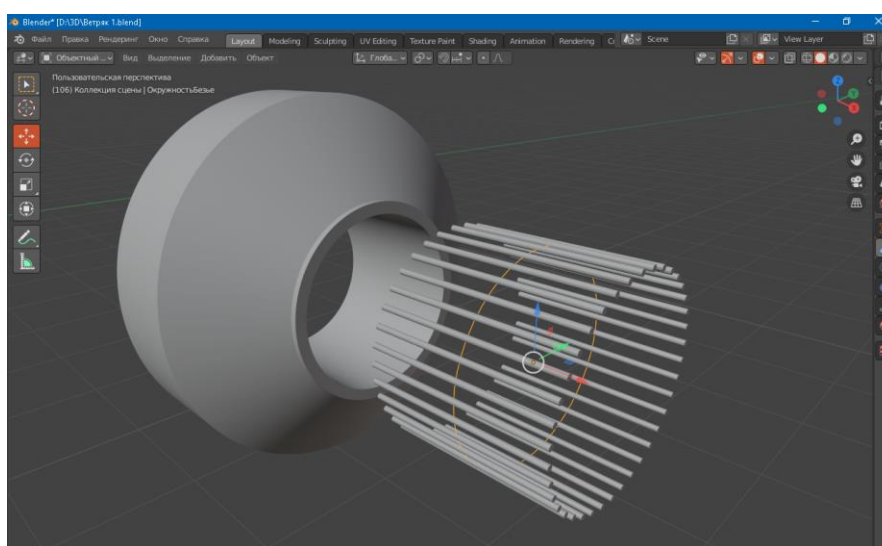 Blender* [D:\3D\Ветряк 1.blend]
Файл Правка Рендеринг Окно Справка Layout Modeling Sculpting UV Editing Texture Paint Shading Animation Rendering Scene View Layer
Объектный ... Вид Выделение Добавить Объект Глоба...
Пользовательская перспектива
(106) Коллекция сцены | ОкружностьБезье
Z
Y
X